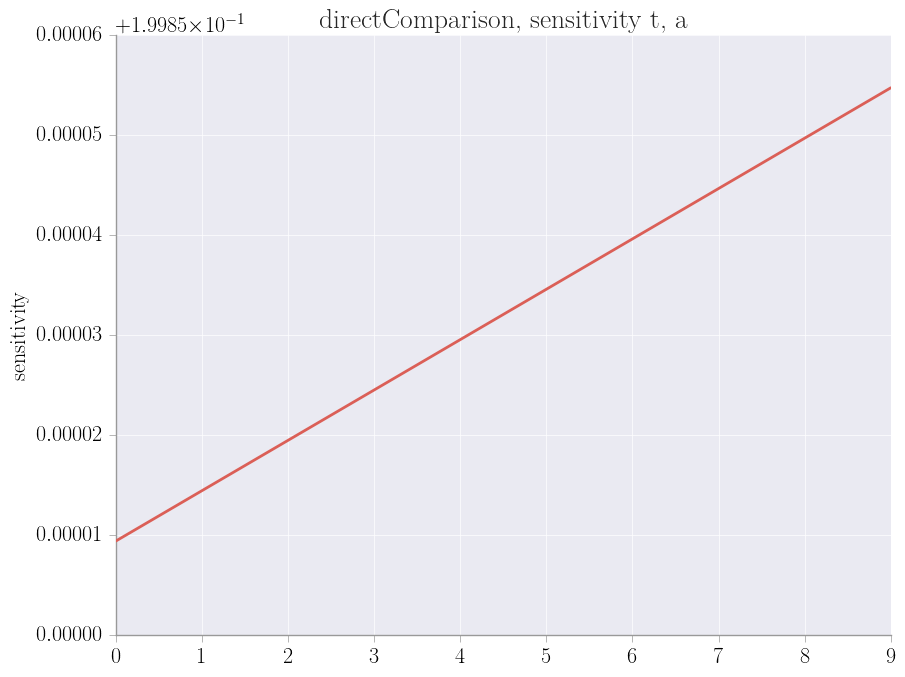 directComparison, sensitivity t, a
+1.9985×10⁻¹
0.00006
0.00005
0.00004
0.00003
0.00002
0.00001
0.00000
sensitivity
0 1 2 3 4 5 6 7 8 9